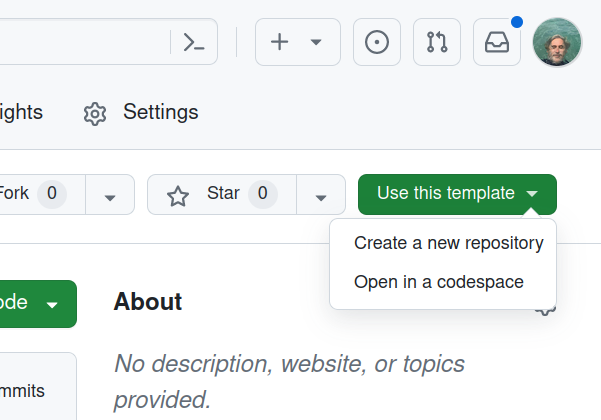 ights
Settings
Fork 0
Star 0
Use this template
Create a new repository
Open in a codespace
ode
About
mmits
No description, website, or topics
provided.